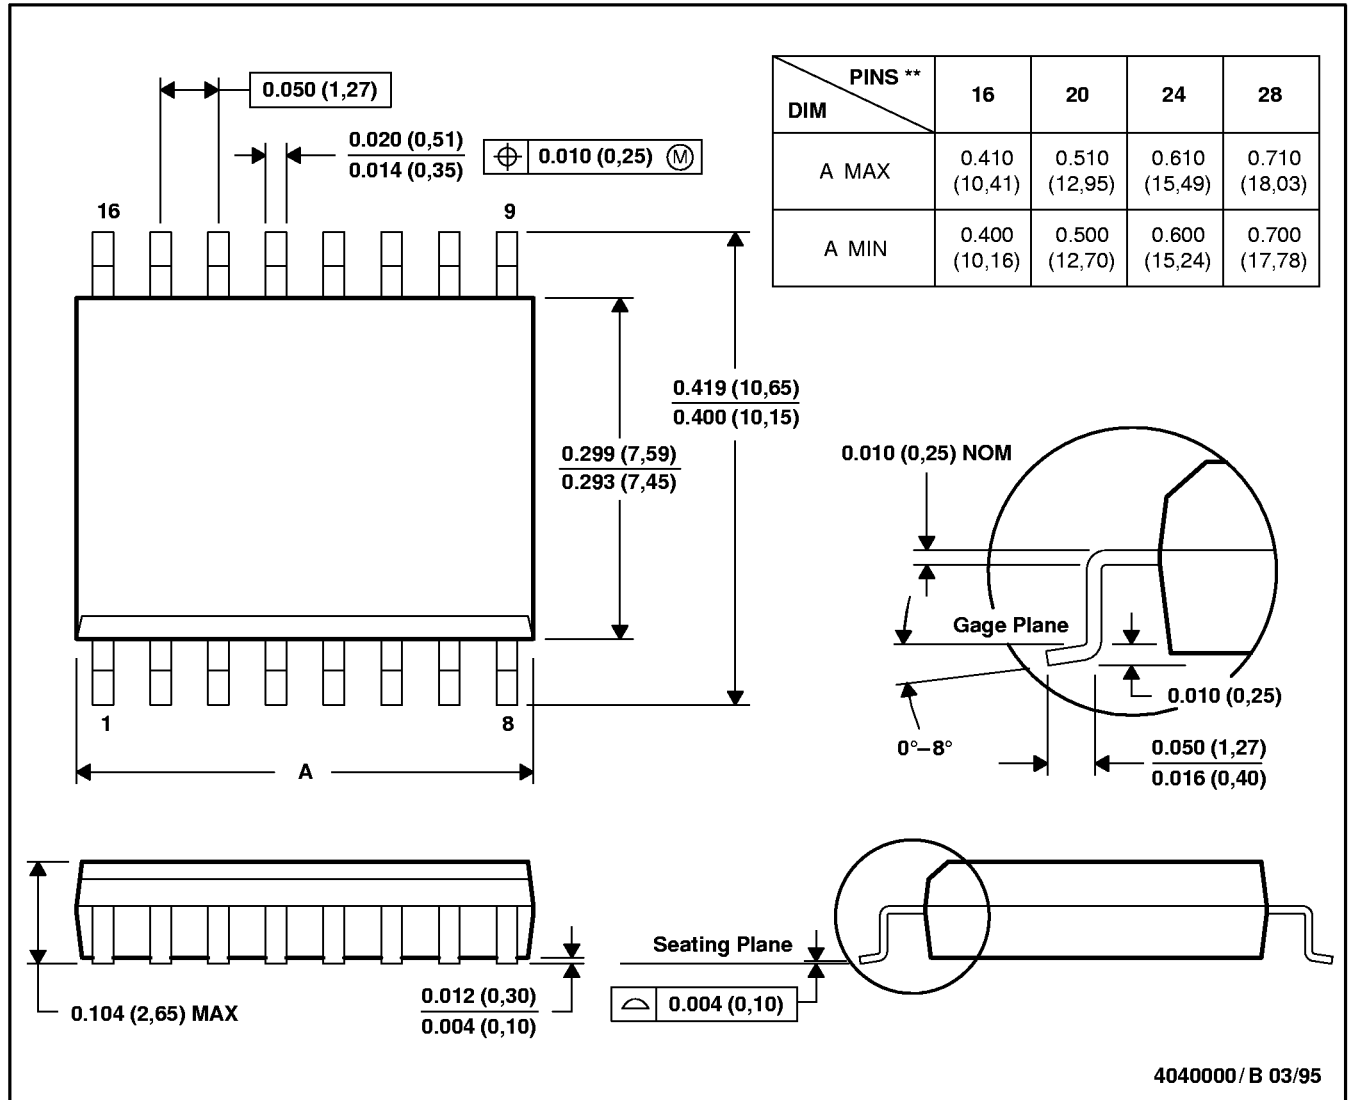 0.050 (1,27)
0.020 (0,51)
0.014 (0,35)
0.010 (0,25) Ⓜ
PINS **
DIM
16 20 24 28
A MAX
0.410 0.510 0.610 0.710
(10,41) (12,95) (15,49) (18,03)
A MIN
0.400 0.500 0.600 0.700
(10,16) (12,70) (15,24) (17,78)
16 9
0.419 (10,65)
0.400 (10,15)
0.299 (7,59)
0.293 (7,45)
0.010 (0,25) NOM
Gage Plane
0.010 (0,25)
0°–8°
0.050 (1,27)
0.016 (0,40)
1 8
A
Seating Plane
0.004 (0,10)
0.104 (2,65) MAX
0.012 (0,30)
0.004 (0,10)
4040000/B 03/95